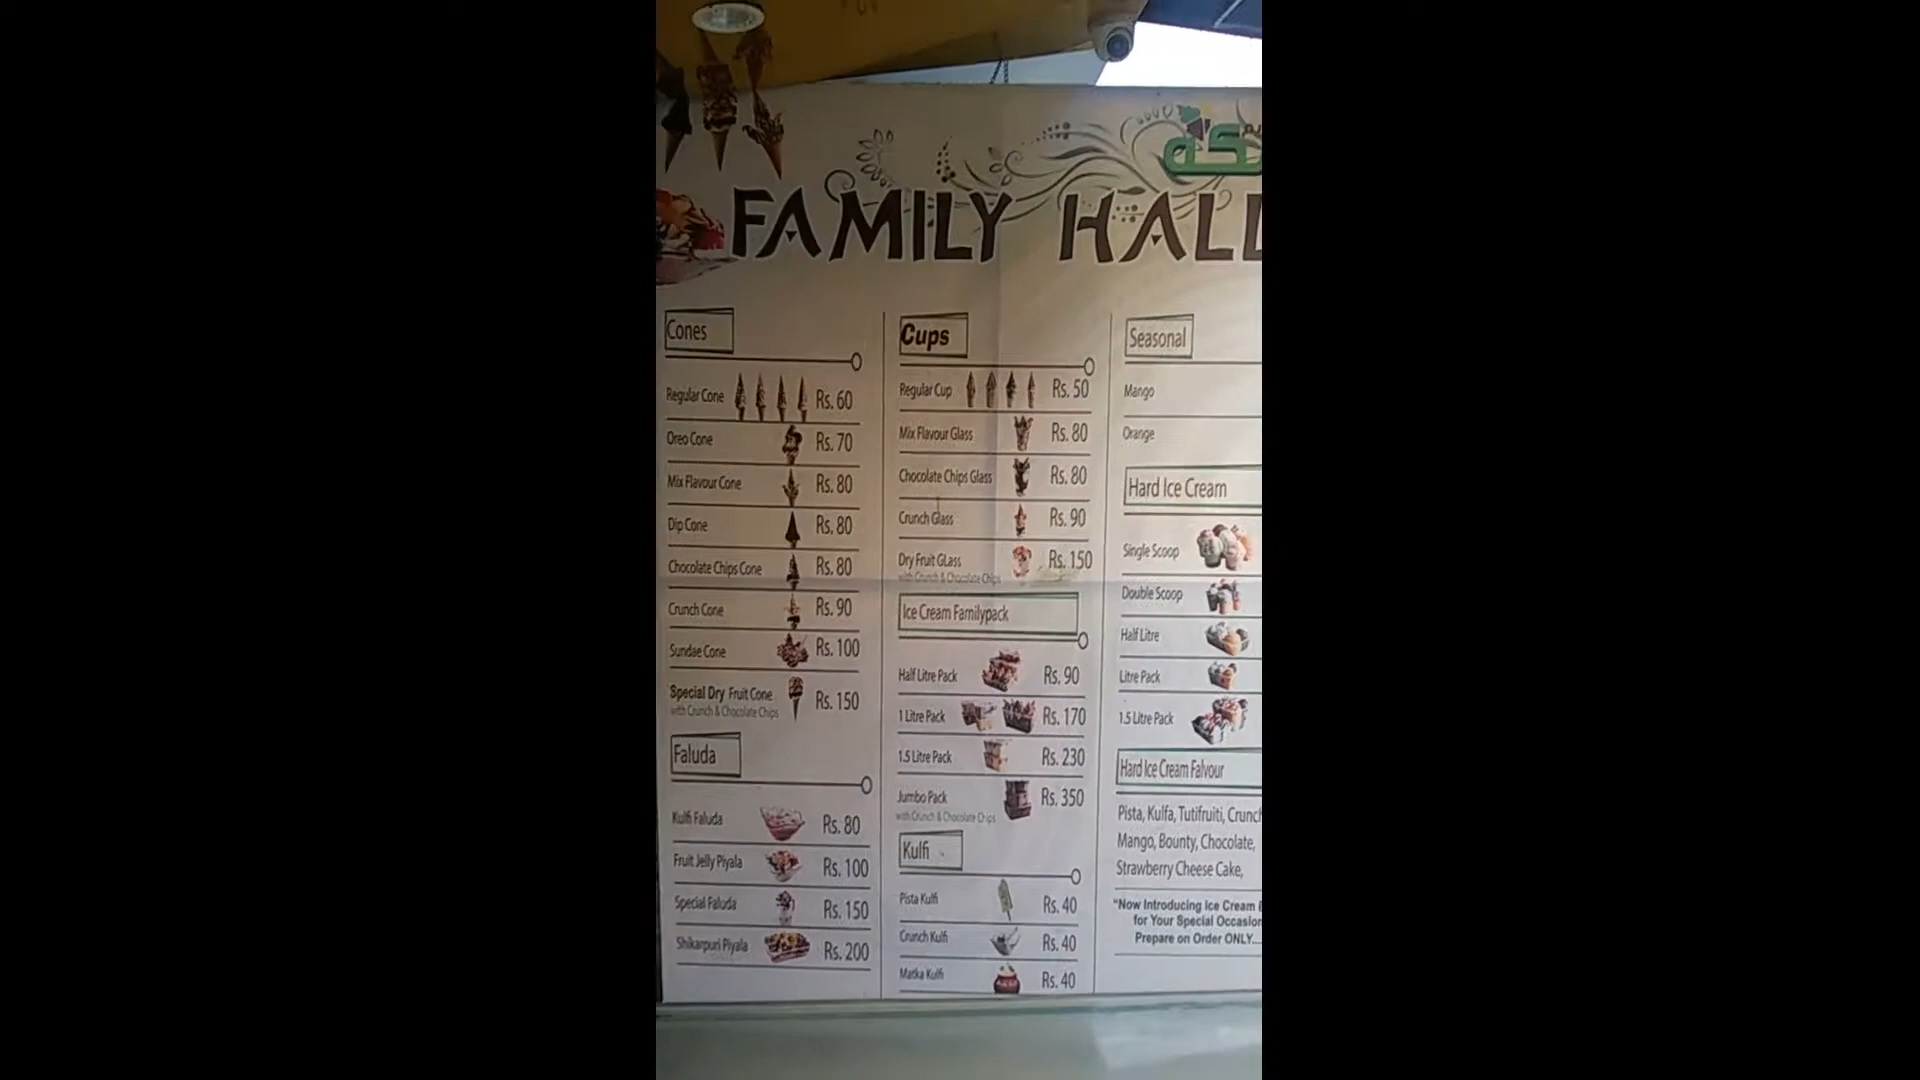 FAMILY HALL
Cones
Regular Cone Rs. 60
Oreo Cone Rs. 70
Mix Flavour Cone Rs. 80
Dip Cone Rs. 80
Chocolate Chips Cone Rs. 80
Crunch Cone Rs. 90
Sundae Cone Rs. 100
Special Dry Fruit Cone Rs. 150
with Crunch & Chocolate Chips
Faluda
Kulfi Faluda Rs. 80
Fruit Jelly Piyala Rs. 100
Special Faluda Rs. 150
Shikarpuri Piyala Rs. 200
Cups
Regular Cup Rs. 50
Mix Flavour Glass Rs. 80
Chocolate Chips Glass Rs. 80
Crunch Glass Rs. 90
Dry Fruit Glass Rs. 150
with Crunch & Chocolate Chips
Ice Cream Familypack
Half Litre Pack Rs. 90
1 Litre Pack Rs. 170
1.5 Litre Pack Rs. 230
Jumbo Pack Rs. 350
with Crunch & Chocolate Chips
Kulfi
Pista Kulfi Rs. 40
Crunch Kulfi Rs. 40
Matka Kulfi Rs. 40
Seasonal
Mango
Orange
Hard Ice Cream
Single Scoop
Double Scoop
Half Litre
Litre Pack
1.5 Litre Pack
Hard Ice Cream Falvour
Pista, Kulfa, Tutifruiti, Crunch
Mango, Bounty, Chocolate,
Strawberry Cheese Cake,
"Now Introducing Ice Cream
for Your Special Occasion
Prepare on Order ONLY....